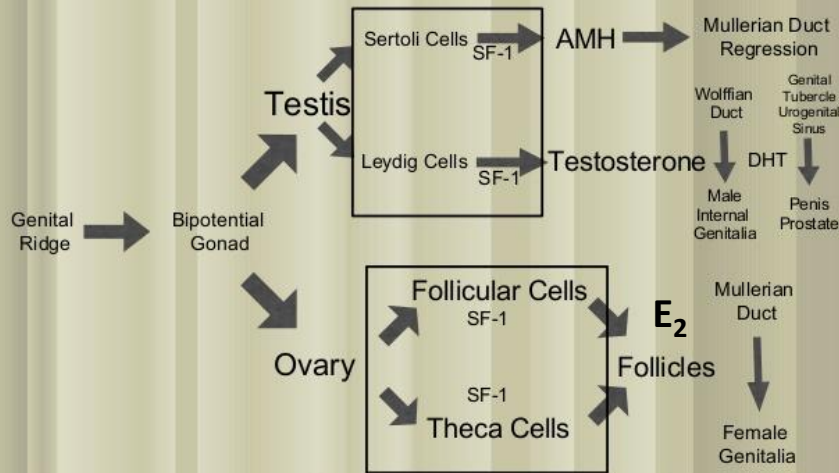 Sertoli Cells
SF-1
AMH
Mullerian Duct
Regression
Testis
Leydig Cells
SF-1
Testosterone
Wolffian
Duct
DHT
Genital
Tubercle
Urogenital
Sinus
Male
Internal
Genitalia
Penis
Prostate
Genital
Ridge
Bipotential
Gonad
Ovary
Follicular Cells
SF-1
SF-1
Theca Cells
E2
Follicles
Mullerian
Duct
Female
Genitalia